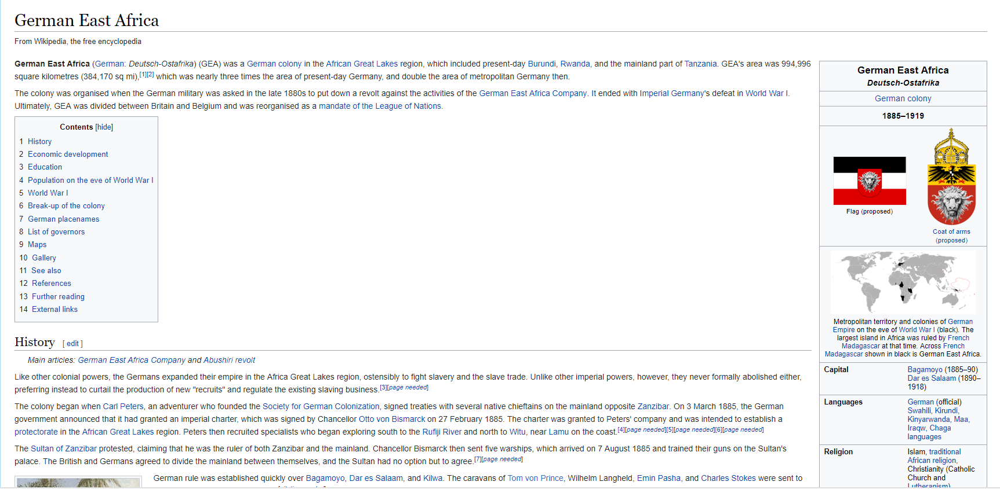 German East Africa
From Wikipedia, the free encyclopedia
German East Africa (German: Deutsch-Ostafrika) (GEA) was a German colony in the African Great Lakes region, which included present-day Burundi, Rwanda, and the mainland part of Tanzania. GEA's area was 994,996
square kilometres (384,170 sq mi),[1][2] which was nearly three times the area of present-day Germany, and double the area of metropolitan Germany then.
The colony was organised when the German military was asked in the late 1880s to put down a revolt against the activities of the German East Africa Company. It ended with Imperial Germany's defeat in World War I.
Ultimately, GEA was divided between Britain and Belgium and was reorganised as a mandate of the League of Nations.
Contents [hide]
1 History
2 Economic development
3 Education
4 Population on the eve of World War I
5 World War I
6 Break-up of the colony
7 German placenames
8 List of governors
9 Maps
10 Gallery
11 See also
12 References
13 Further reading
14 External links
History [ edit ]
Main articles: German East Africa Company and Abushiri revolt
Like other colonial powers, the Germans expanded their empire in the Africa Great Lakes region, ostensibly to fight slavery and the slave trade. Unlike other imperial powers, however, they never formally abolished either,
preferring instead to curtail the production of new "recruits" and regulate the existing slaving business.[3][page needed]
The colony began when Carl Peters, an adventurer who founded the Society for German Colonization, signed treaties with several native chieftains on the mainland opposite Zanzibar. On 3 March 1885, the German
government announced that it had granted an imperial charter, which was signed by Chancellor Otto von Bismarck on 27 February 1885. The charter was granted to Peters' company and was intended to establish a
protectorate in the African Great Lakes region. Peters then recruited specialists who began exploring south to the Rufiji River and north to Witu, near Lamu on the coast.[4][page needed][5][page needed][6][page needed]
The Sultan of Zanzibar protested, claiming that he was the ruler of both Zanzibar and the mainland. Chancellor Bismarck then sent five warships, which arrived on 7 August 1885 and trained their guns on the Sultan's
palace. The British and Germans agreed to divide the mainland between themselves, and the Sultan had no option but to agree.[7][page needed]
German rule was established quickly over Bagamoyo, Dar es Salaam, and Kilwa. The caravans of Tom von Prince, Wilhelm Langheld, Emin Pasha, and Charles Stokes were sent to
German East Africa
Deutsch-Ostafrika
German colony
1885–1919
Flag (proposed)
Coat of arms
(proposed)
Metropolitan territory and colonies of German
Empire on the eve of World War I (black). The
largest island in Africa was ruled by French
Madagascar at that time. Across French
Madagascar shown in black is German East Africa.
Capital Bagamoyo (1885–90)
Dar es Salaam (1890–
1918)
Languages German (official)
Swahili, Kirundi,
Kinyarwanda, Maa,
Iraqw, Chaga
languages
Religion Islam, traditional
African religion,
Christianity (Catholic
Church and
Lutheranism)